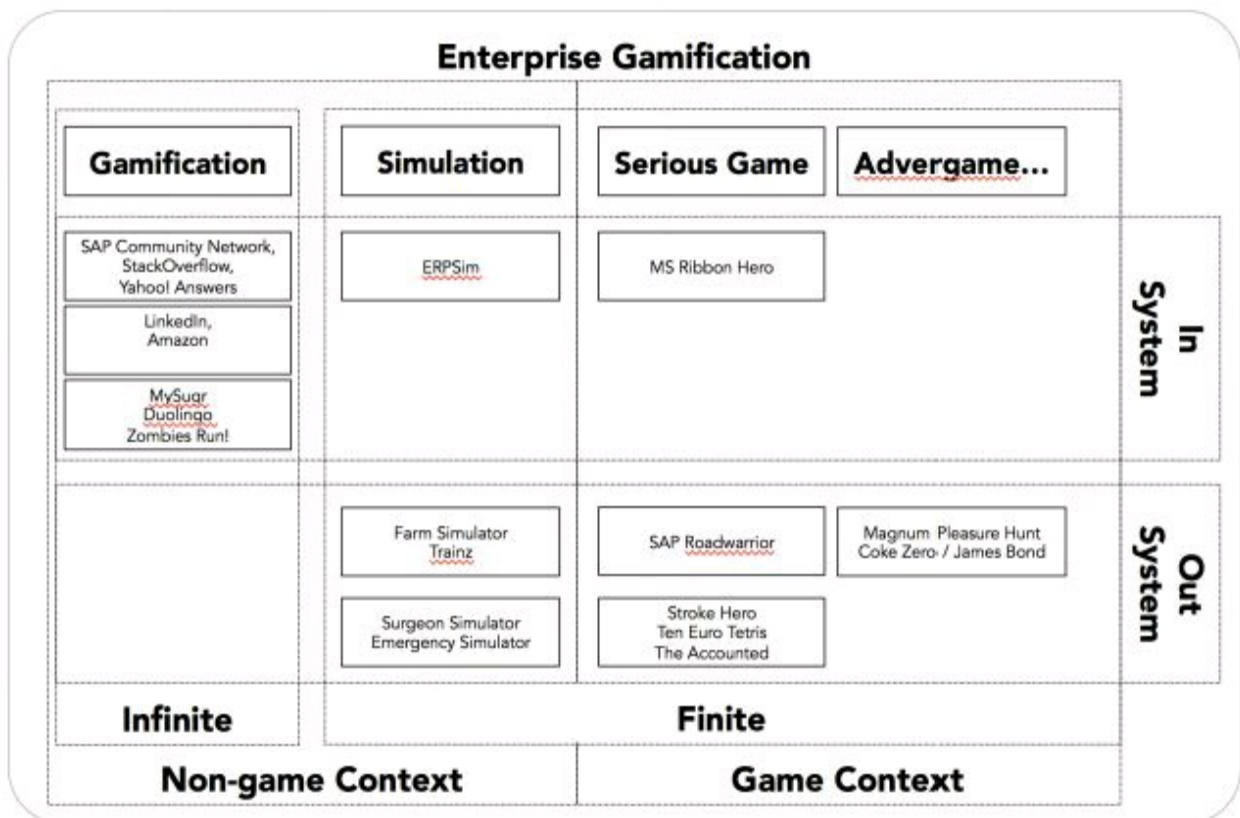 Enterprise Gamification
Gamification
Simulation
Serious Game
Advergame...
SAP Community Network,
StackOverflow,
Yahoo! Answers
ERPSim
MS Ribbon Hero
LinkedIn,
Amazon
MySugr
Duolingo
Zombies Run!
In
System
Farm Simulator
Trainz
SAP Roadwarrior
Magnum Pleasure Hunt
Coke Zero / James Bond
Surgeon Simulator
Emergency Simulator
Stroke Hero
Ten Euro Tetris
The Accounted
Out
System
Infinite
Finite
Non-game Context
Game Context